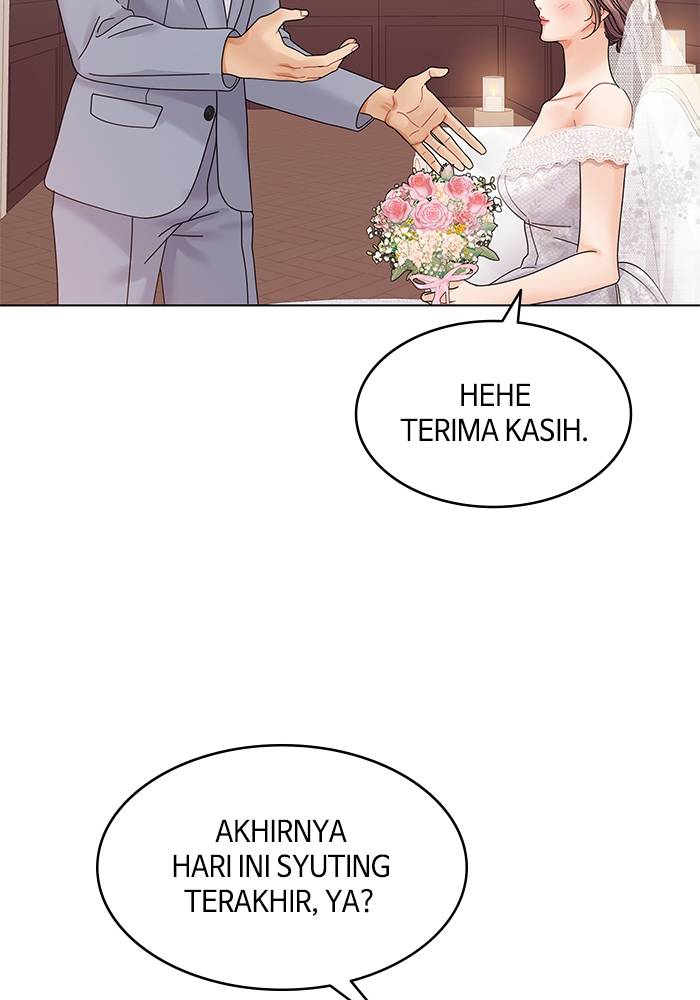 HEHE
TERIMA KASIH.
AKHIRNYA
HARI INI SYUTING
TERAKHIR, YA?